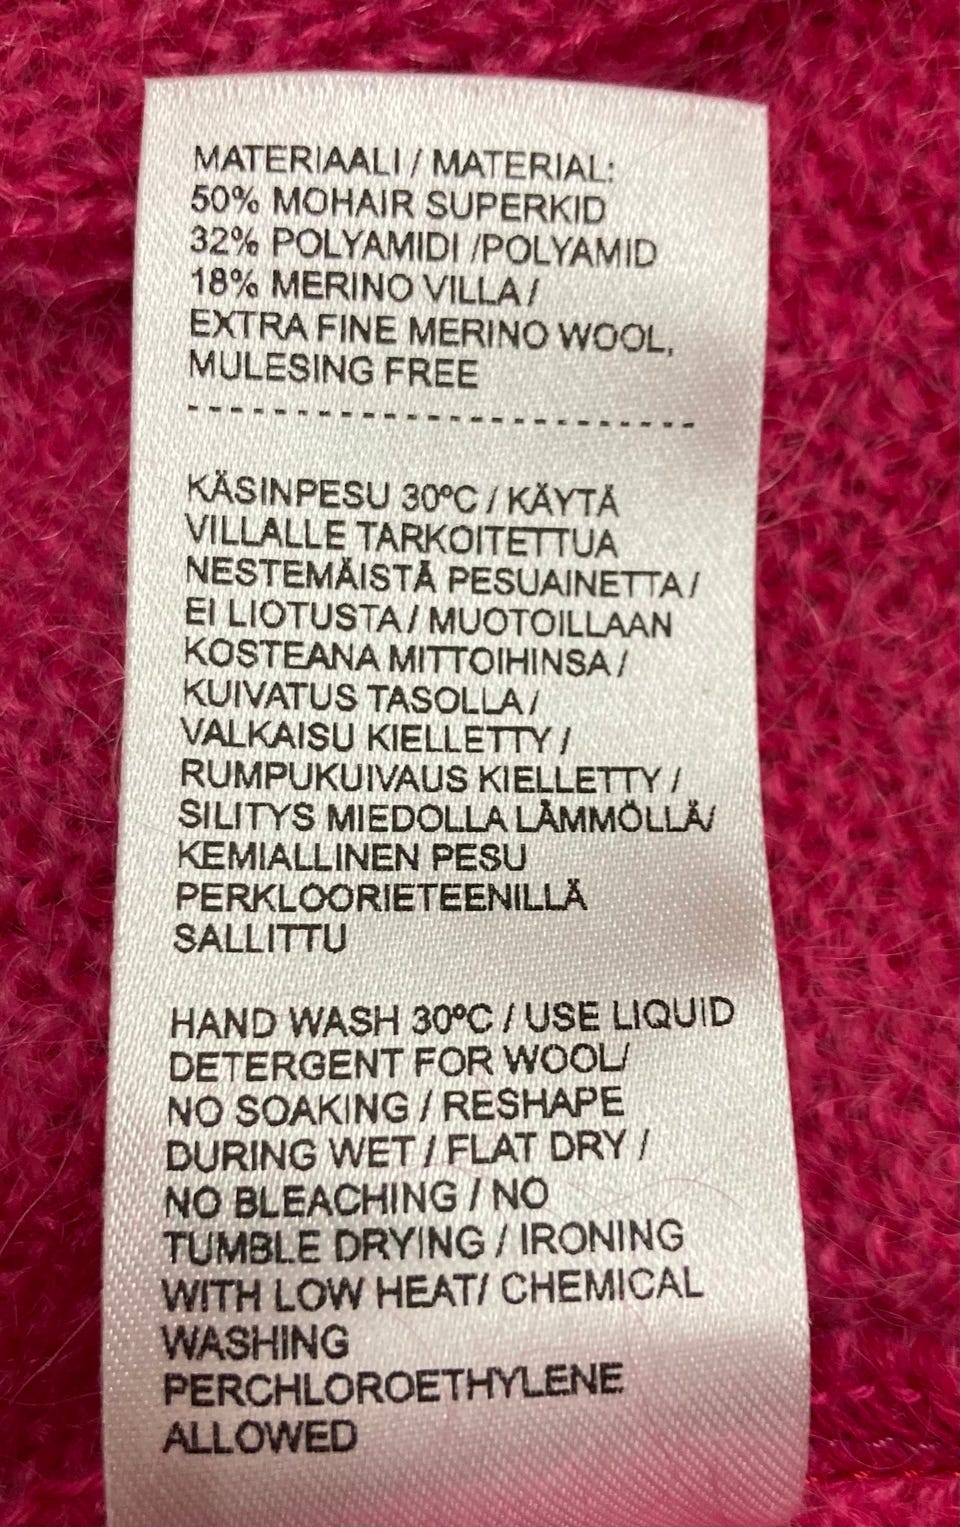 MATERIAALI / MATERIAL:
50% MOHAIR SUPERKID
32% POLYAMIDI /POLYAMID
18% MERINO VILLA /
EXTRA FINE MERINO WOOL,
MULESING FREE
-------------------------
KÄSINPESU 30ºC / KÄYTÄ
VILLALLE TARKOITETTUA
NESTEMÄISTÄ PESUAINETTA /
EI LIOTUSTA / MUOTOILLAAN
KOSTEANA MITTOIHINSA /
KUIVATUS TASOLLA /
VALKAISU KIELLETTY /
RUMPUKUIVAUS KIELLETTY /
SILITYS MIEDOLLA LÄMMÖLLÄ/
KEMIALLINEN PESU
PERKLOORIETEENILLÄ
SALLITTU
HAND WASH 30ºC / USE LIQUID
DETERGENT FOR WOOL/
NO SOAKING / RESHAPE
DURING WET / FLAT DRY /
NO BLEACHING / NO
TUMBLE DRYING / IRONING
WITH LOW HEAT/ CHEMICAL
WASHING
PERCHLOROETHYLENE
ALLOWED